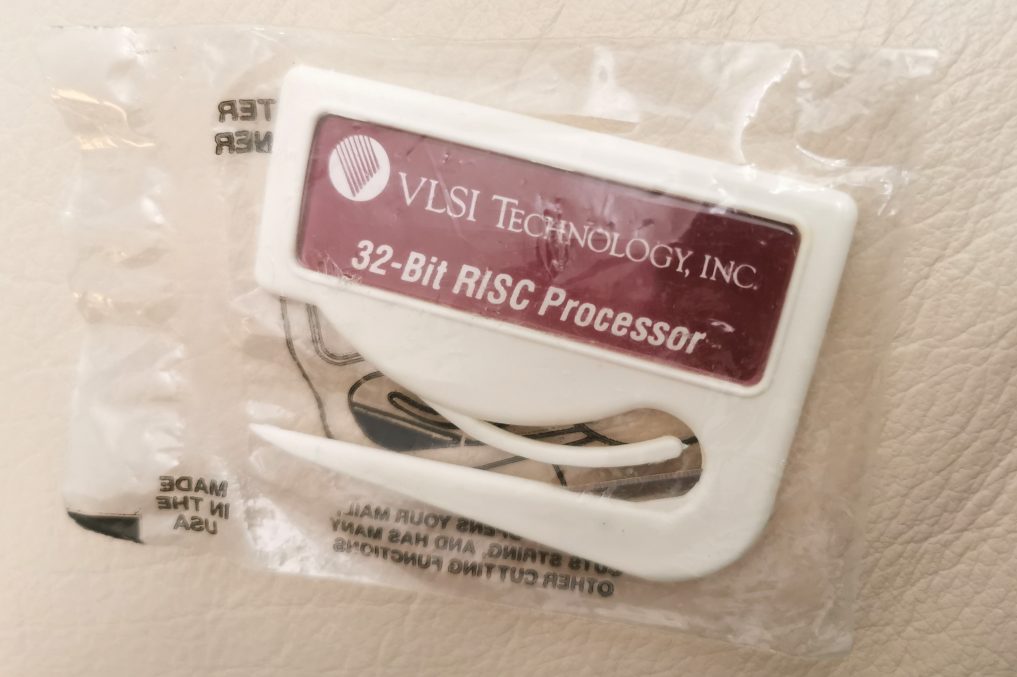 VLSI TECHNOLOGY, INC.
32-Bit RISC Processor
TER
NER
MADE
IN THE
USA
OPENS YOUR MAIL,
CUTS STRING, AND HAS MANY
OTHER CUTTING FUNCTIONS